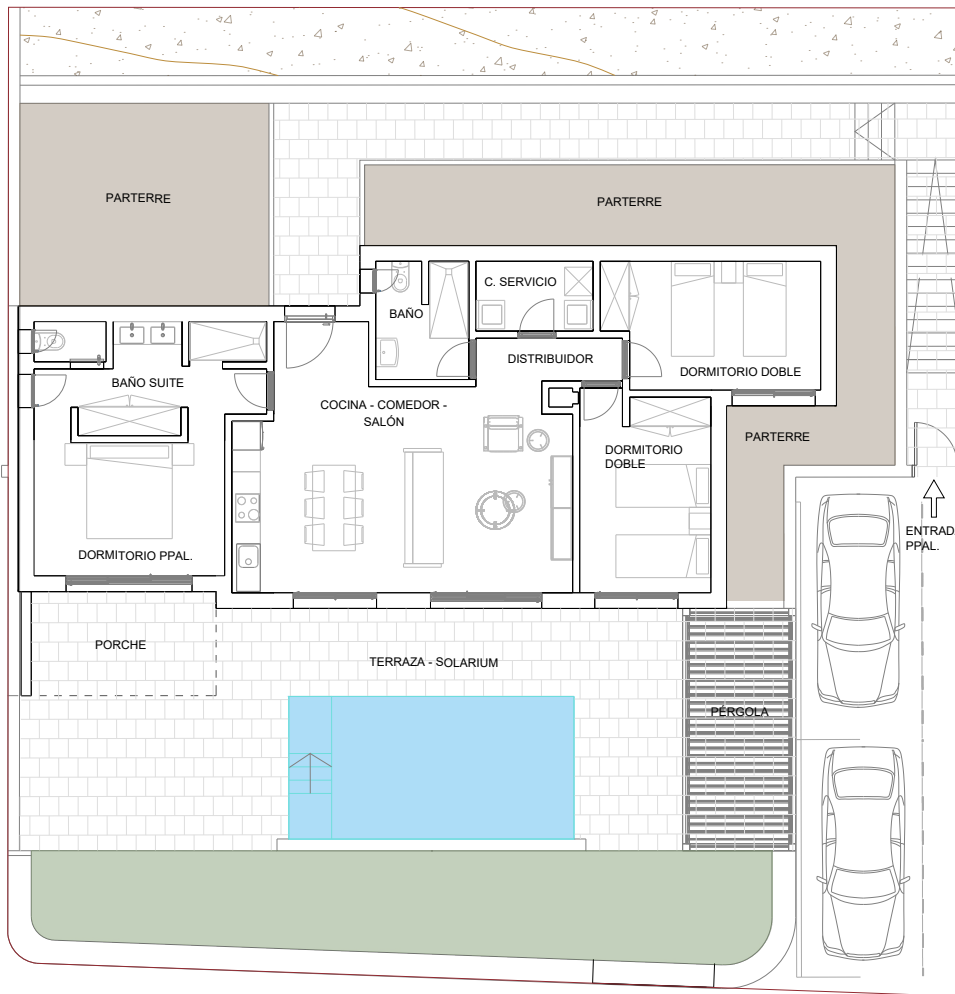 PARTERRE
PARTERRE
C. SERVICIO
BAÑO
DISTRIBUIDOR
DORMITORIO DOBLE
BAÑO SUITE
COCINA - COMEDOR -
SALÓN
PARTERRE
DORMITORIO
DOBLE
DORMITORIO PPAL.
ENTRAD
PPAL.
PORCHE
TERRAZA - SOLARIUM
PÉRGOLA